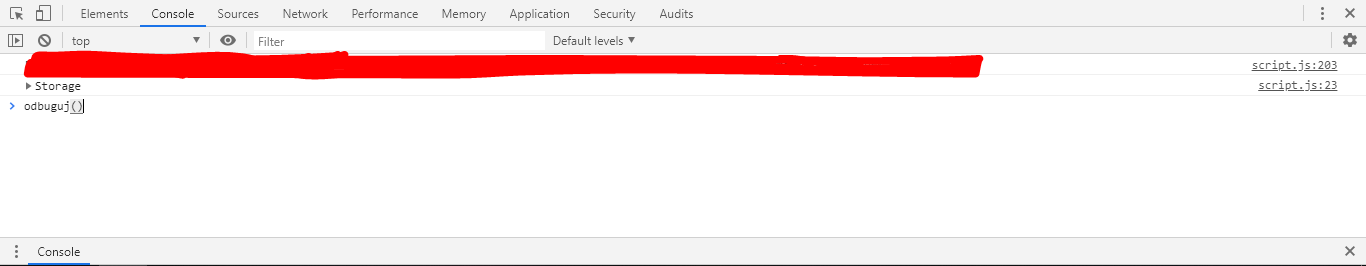 Elements Console Sources Network Performance Memory Application Security Audits
top Filter Default levels
script.js:203
Storage script.js:23
odbuguj()
Console